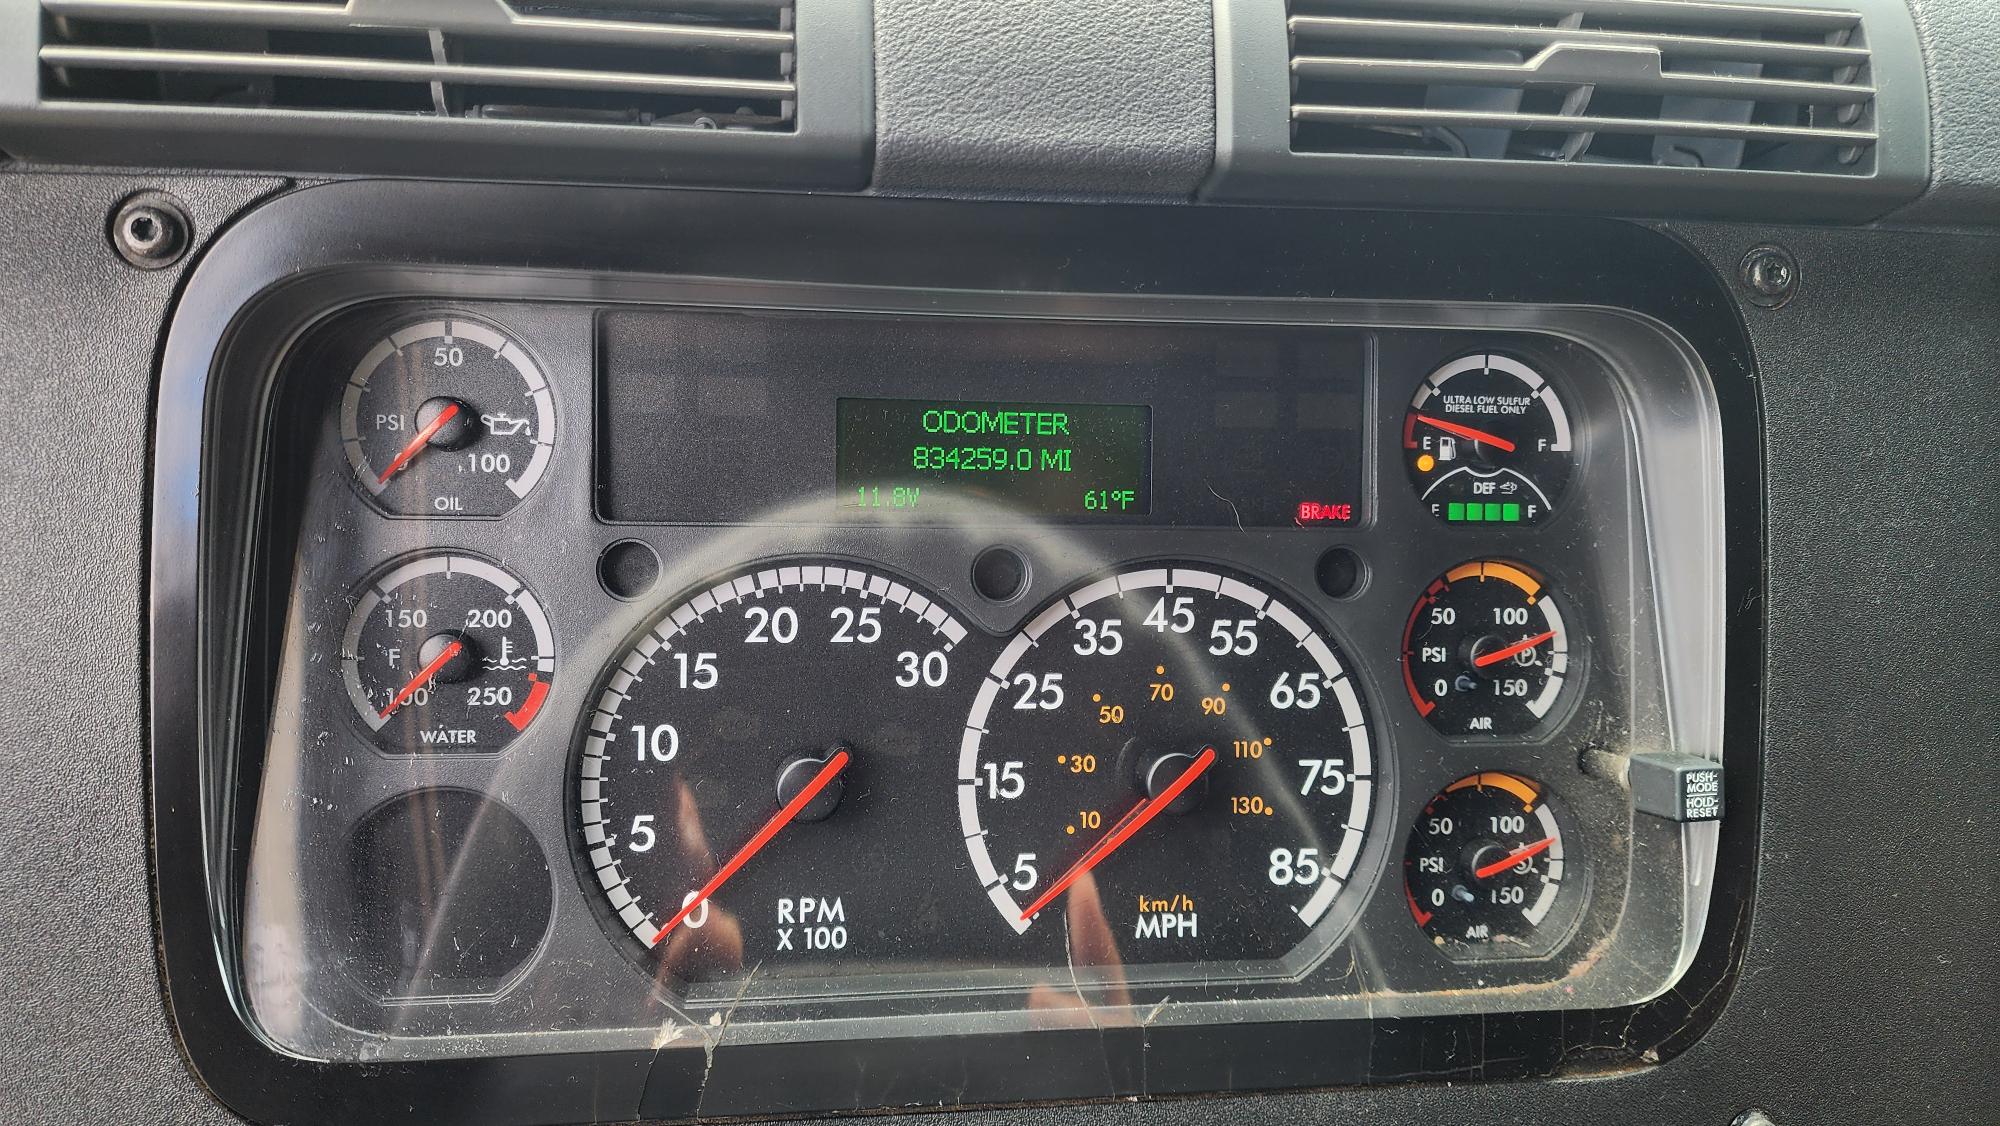 50
PSI
0
100
OIL
150
200
F
100
250
WATER
ODOMETER
834259.0 MI
11.8V
61°F
BRAKE
0
5
10
15
20
25
30
RPM
X 100
5
15
25
35
45
55
65
75
85
10
30
50
70
90
110
130
km/h
MPH
ULTRA LOW SULFUR
DIESEL FUEL ONLY
E
F
DEF
E
F
50
100
PSI
P
0
150
AIR
50
100
PSI
S
0
150
AIR
PUSH-
MODE
HOLD-
RESET